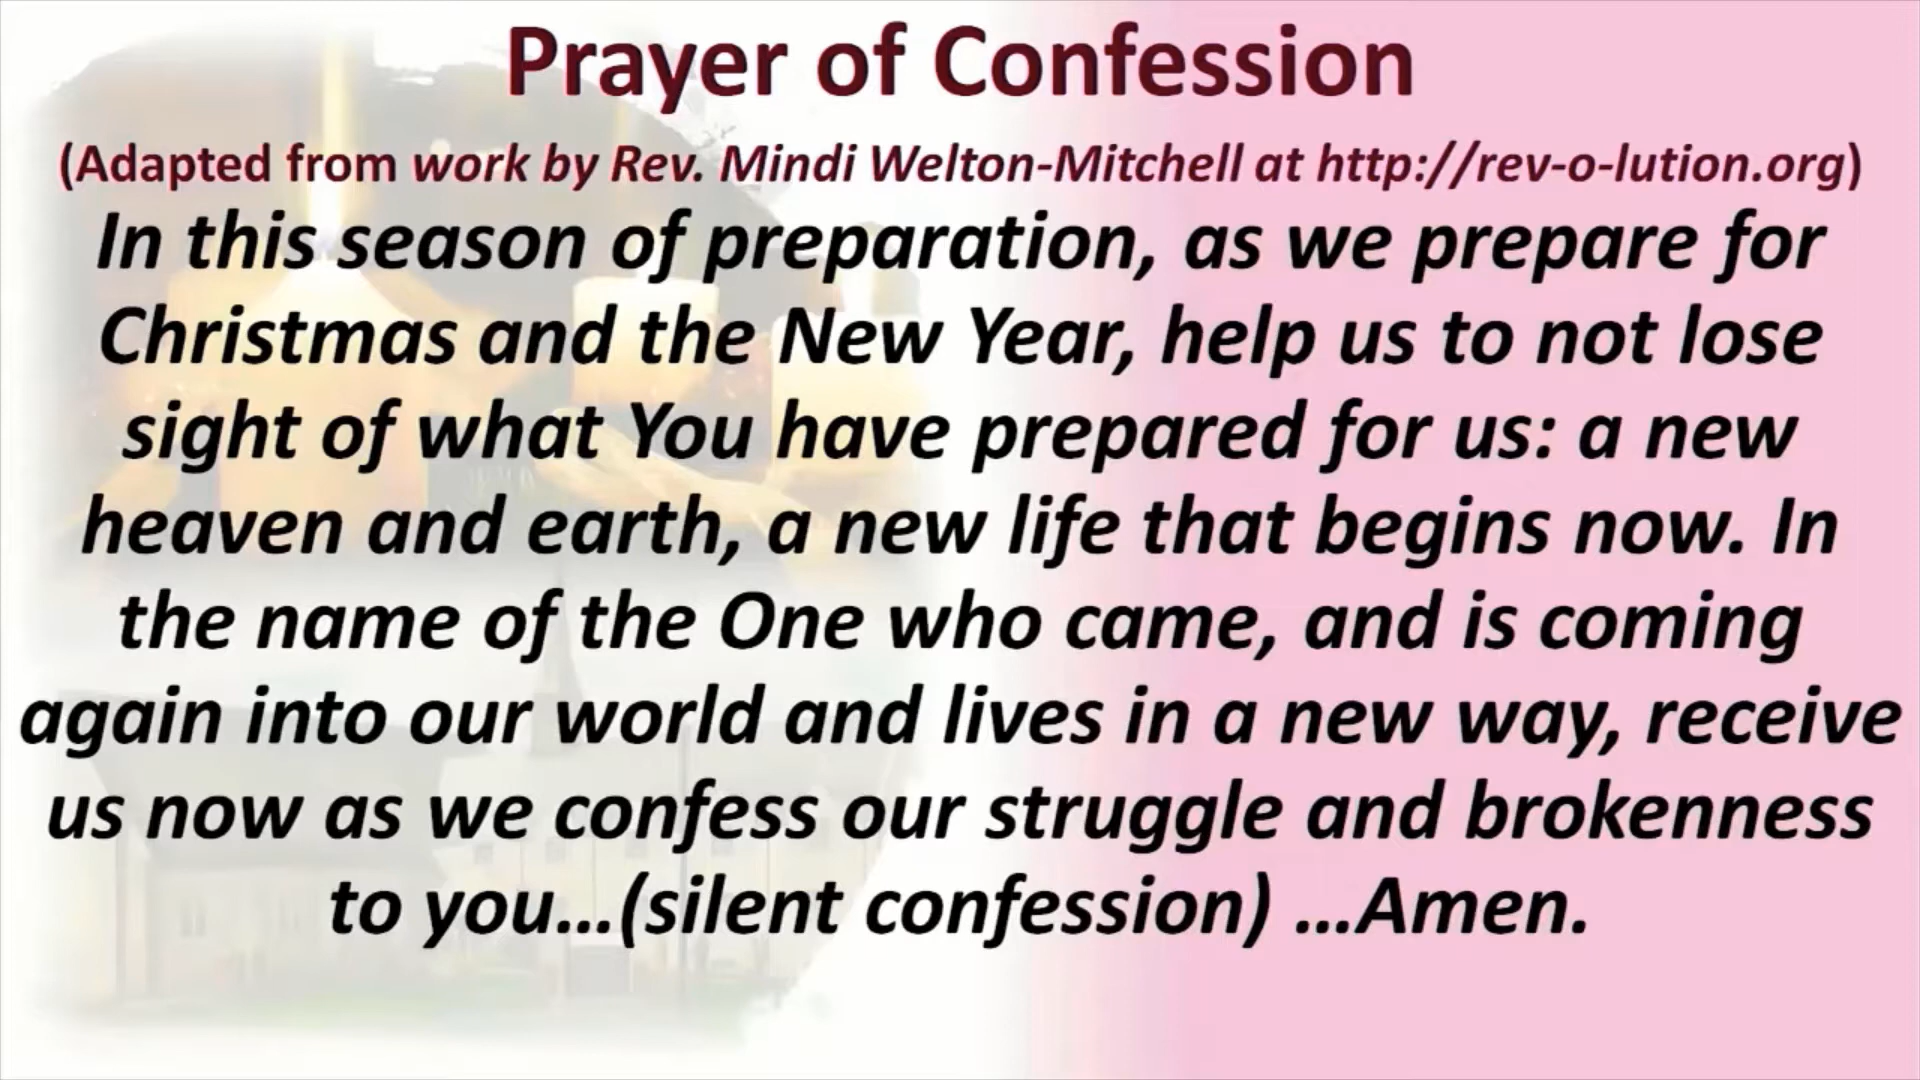 Prayer of Confession
(Adapted from work by Rev. Mindi Welton-Mitchell at http://rev-o-lution.org)
In this season of preparation, as we prepare for
Christmas and the New Year, help us to not lose
sight of what You have prepared for us: a new
heaven and earth, a new life that begins now. In
the name of the One who came, and is coming
again into our world and lives in a new way, receive
us now as we confess our struggle and brokenness
to you…(silent confession) …Amen.